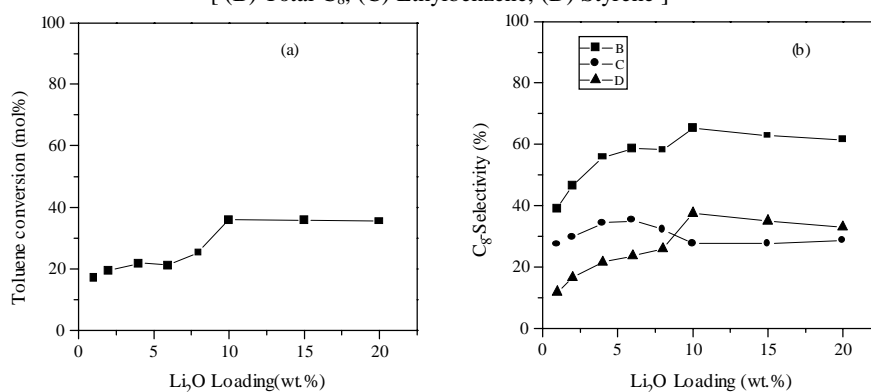 [ (B) Total C₈, (C) Ethylbenzene, (D) Styrene ]
(a)
Toluene conversion (mol%)
100
80
60
40
20
0
0 5 10 15 20
Li₂O Loading(wt.%)
(b)
B
C
D
C₈-Selectivity (%)
100
80
60
40
20
0
0 5 10 15 20
Li₂O Loading (wt.%)